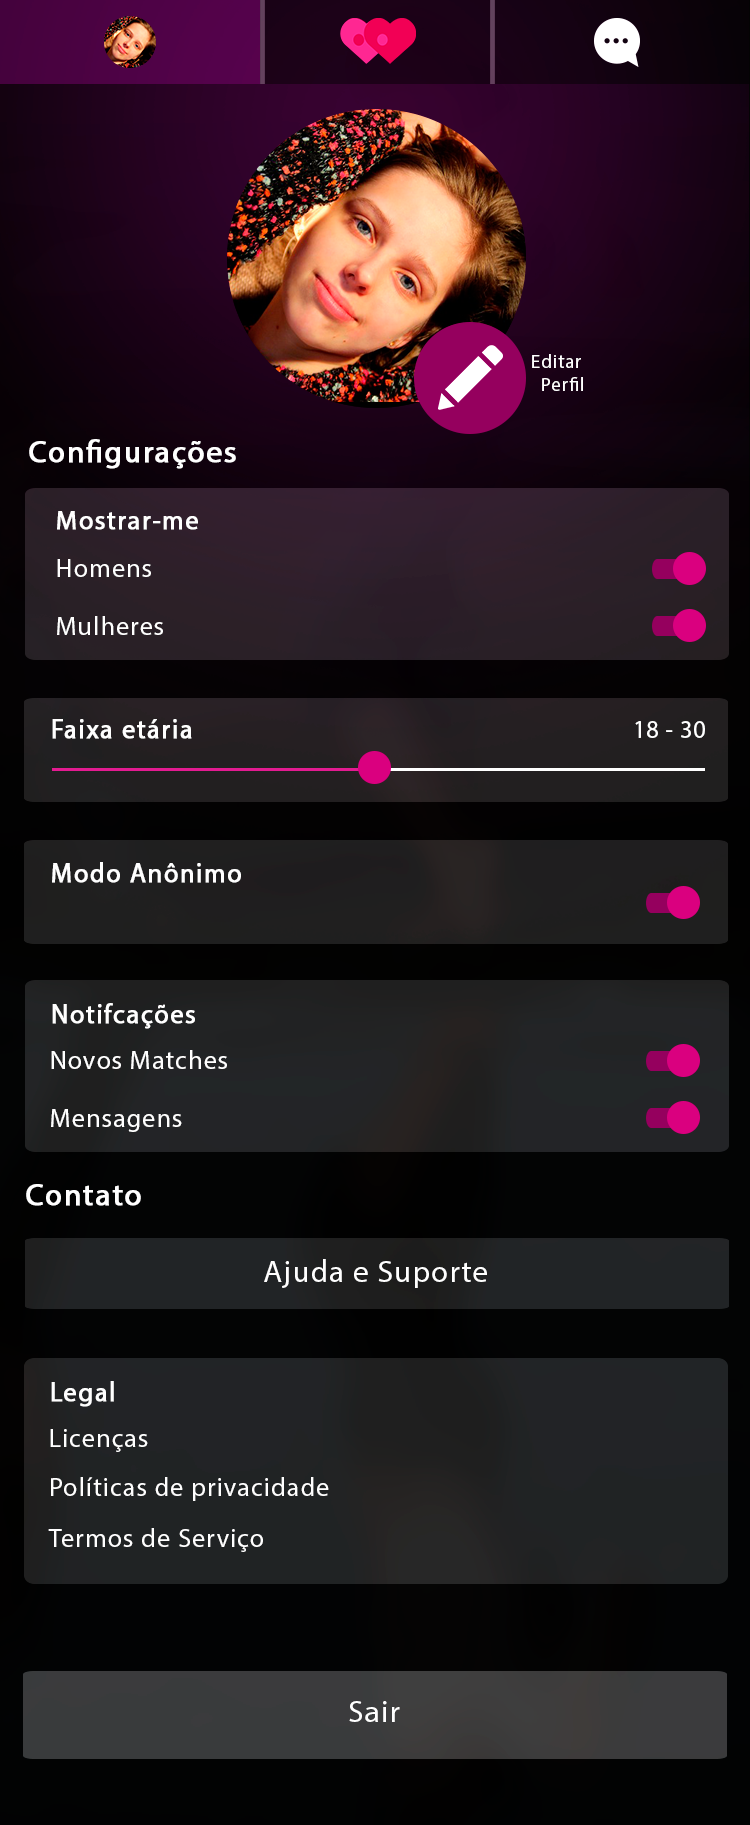 Editar
Perfil
Configurações
Mostrar-me
Homens
Mulheres
Faixa etária
18 - 30
Modo Anônimo
Notifcações
Novos Matches
Mensagens
Contato
Ajuda e Suporte
Legal
Licenças
Políticas de privacidade
Termos de Serviço
Sair